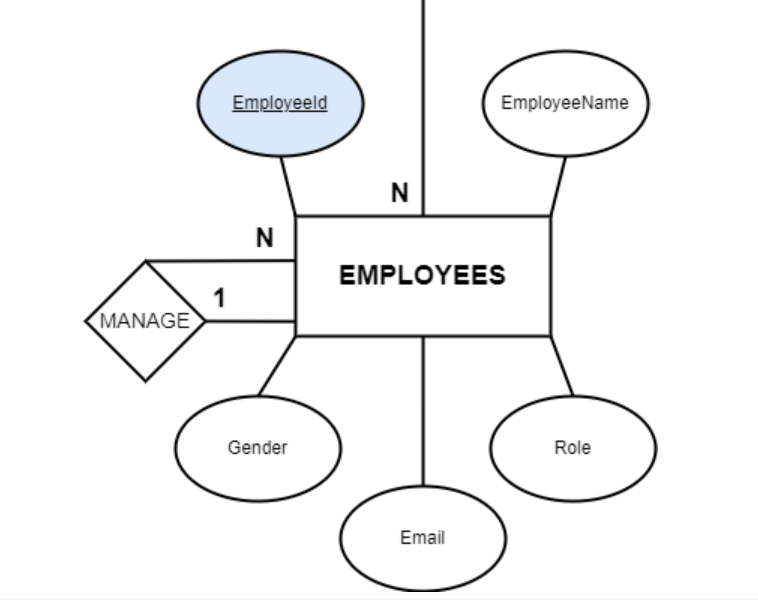 EmployeeId
EmployeeName
N
N
EMPLOYEES
1
MANAGE
Gender
Role
Email